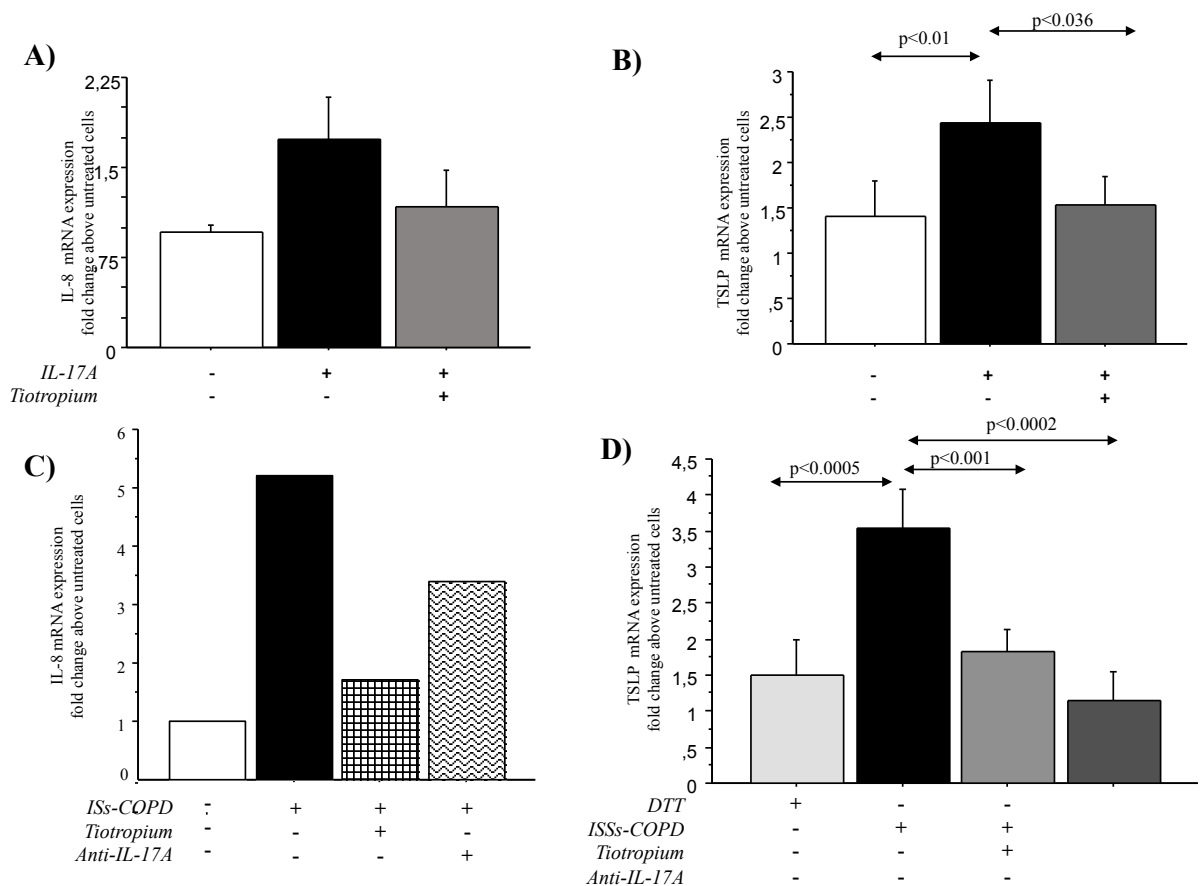 A)
IL-8 mRNA expression
fold change above untreated cells
2,25
1,5
,75
0
IL-17A - + +
Tiotropium - - +
B)
p<0.01
p<0.036
TSLP mRNA expression
fold change above untreated cells
3
2,5
2
1,5
1
,5
0
- + +
- - +
C)
IL-8 mRNA expression
fold change above untreated cells
6
5
4
3
2
1
0
ISs-COPD - + + +
Tiotropium - - + -
Anti-IL-17A - - - +
D)
p<0.0002
p<0.0005
p<0.001
TSLP mRNA expression
fold change above untreated cells
4,5
4
3,5
3
2,5
2
1,5
1
,5
0
DTT + - -
ISSs-COPD - + +
Tiotropium - - +
Anti-IL-17A - - -